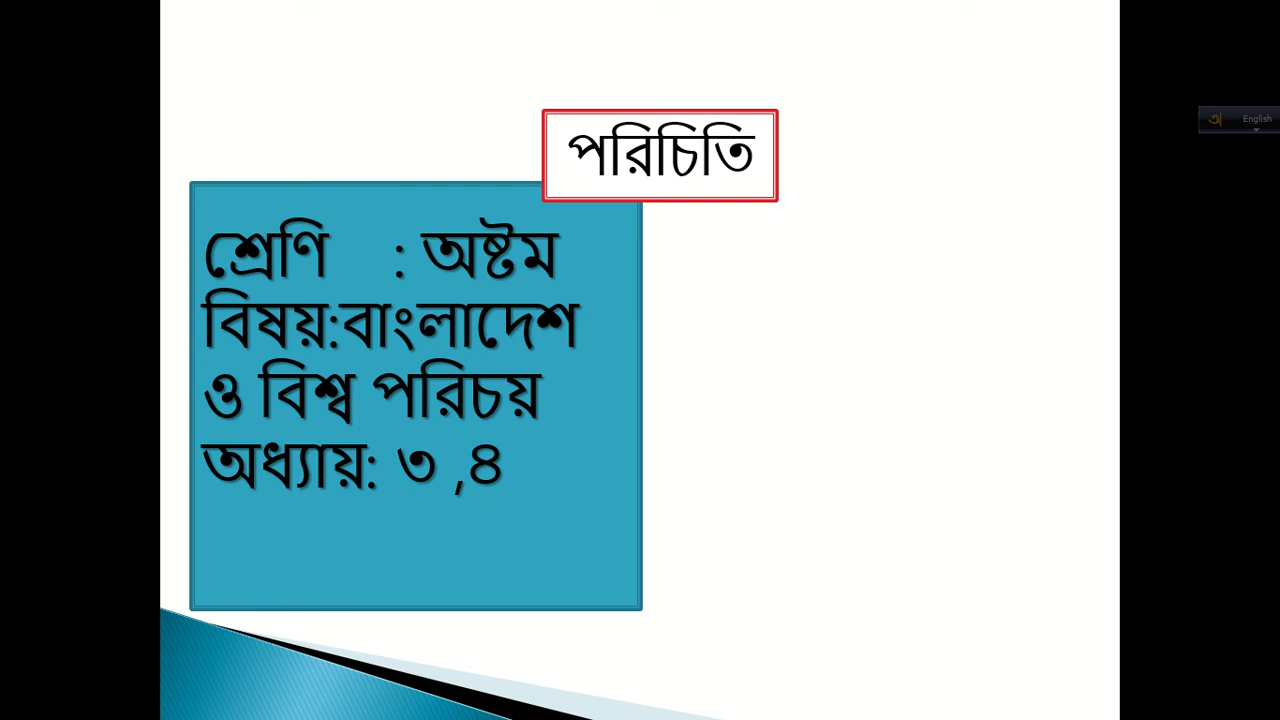 পরিচিতি
শ্রেণি : অষ্টম
বিষয়:বাংলাদেশ
ও বিশ্ব পরিচয়
অধ্যায়: ৩ ,৪
অ English